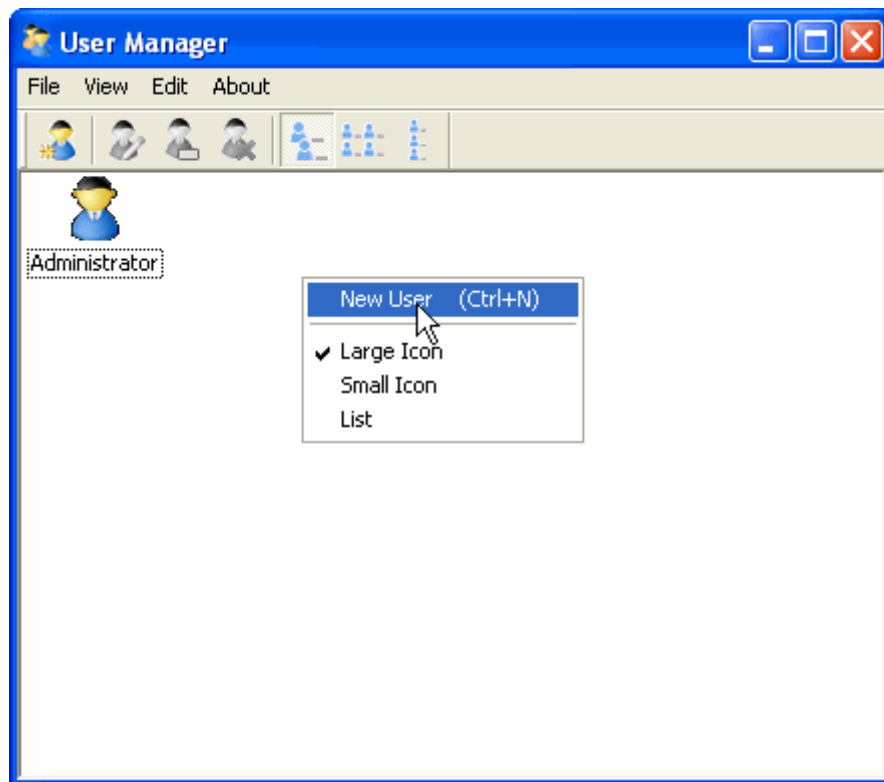 User Manager
File View Edit About
Administrator
New User (Ctrl+N)
Large Icon
Small Icon
List